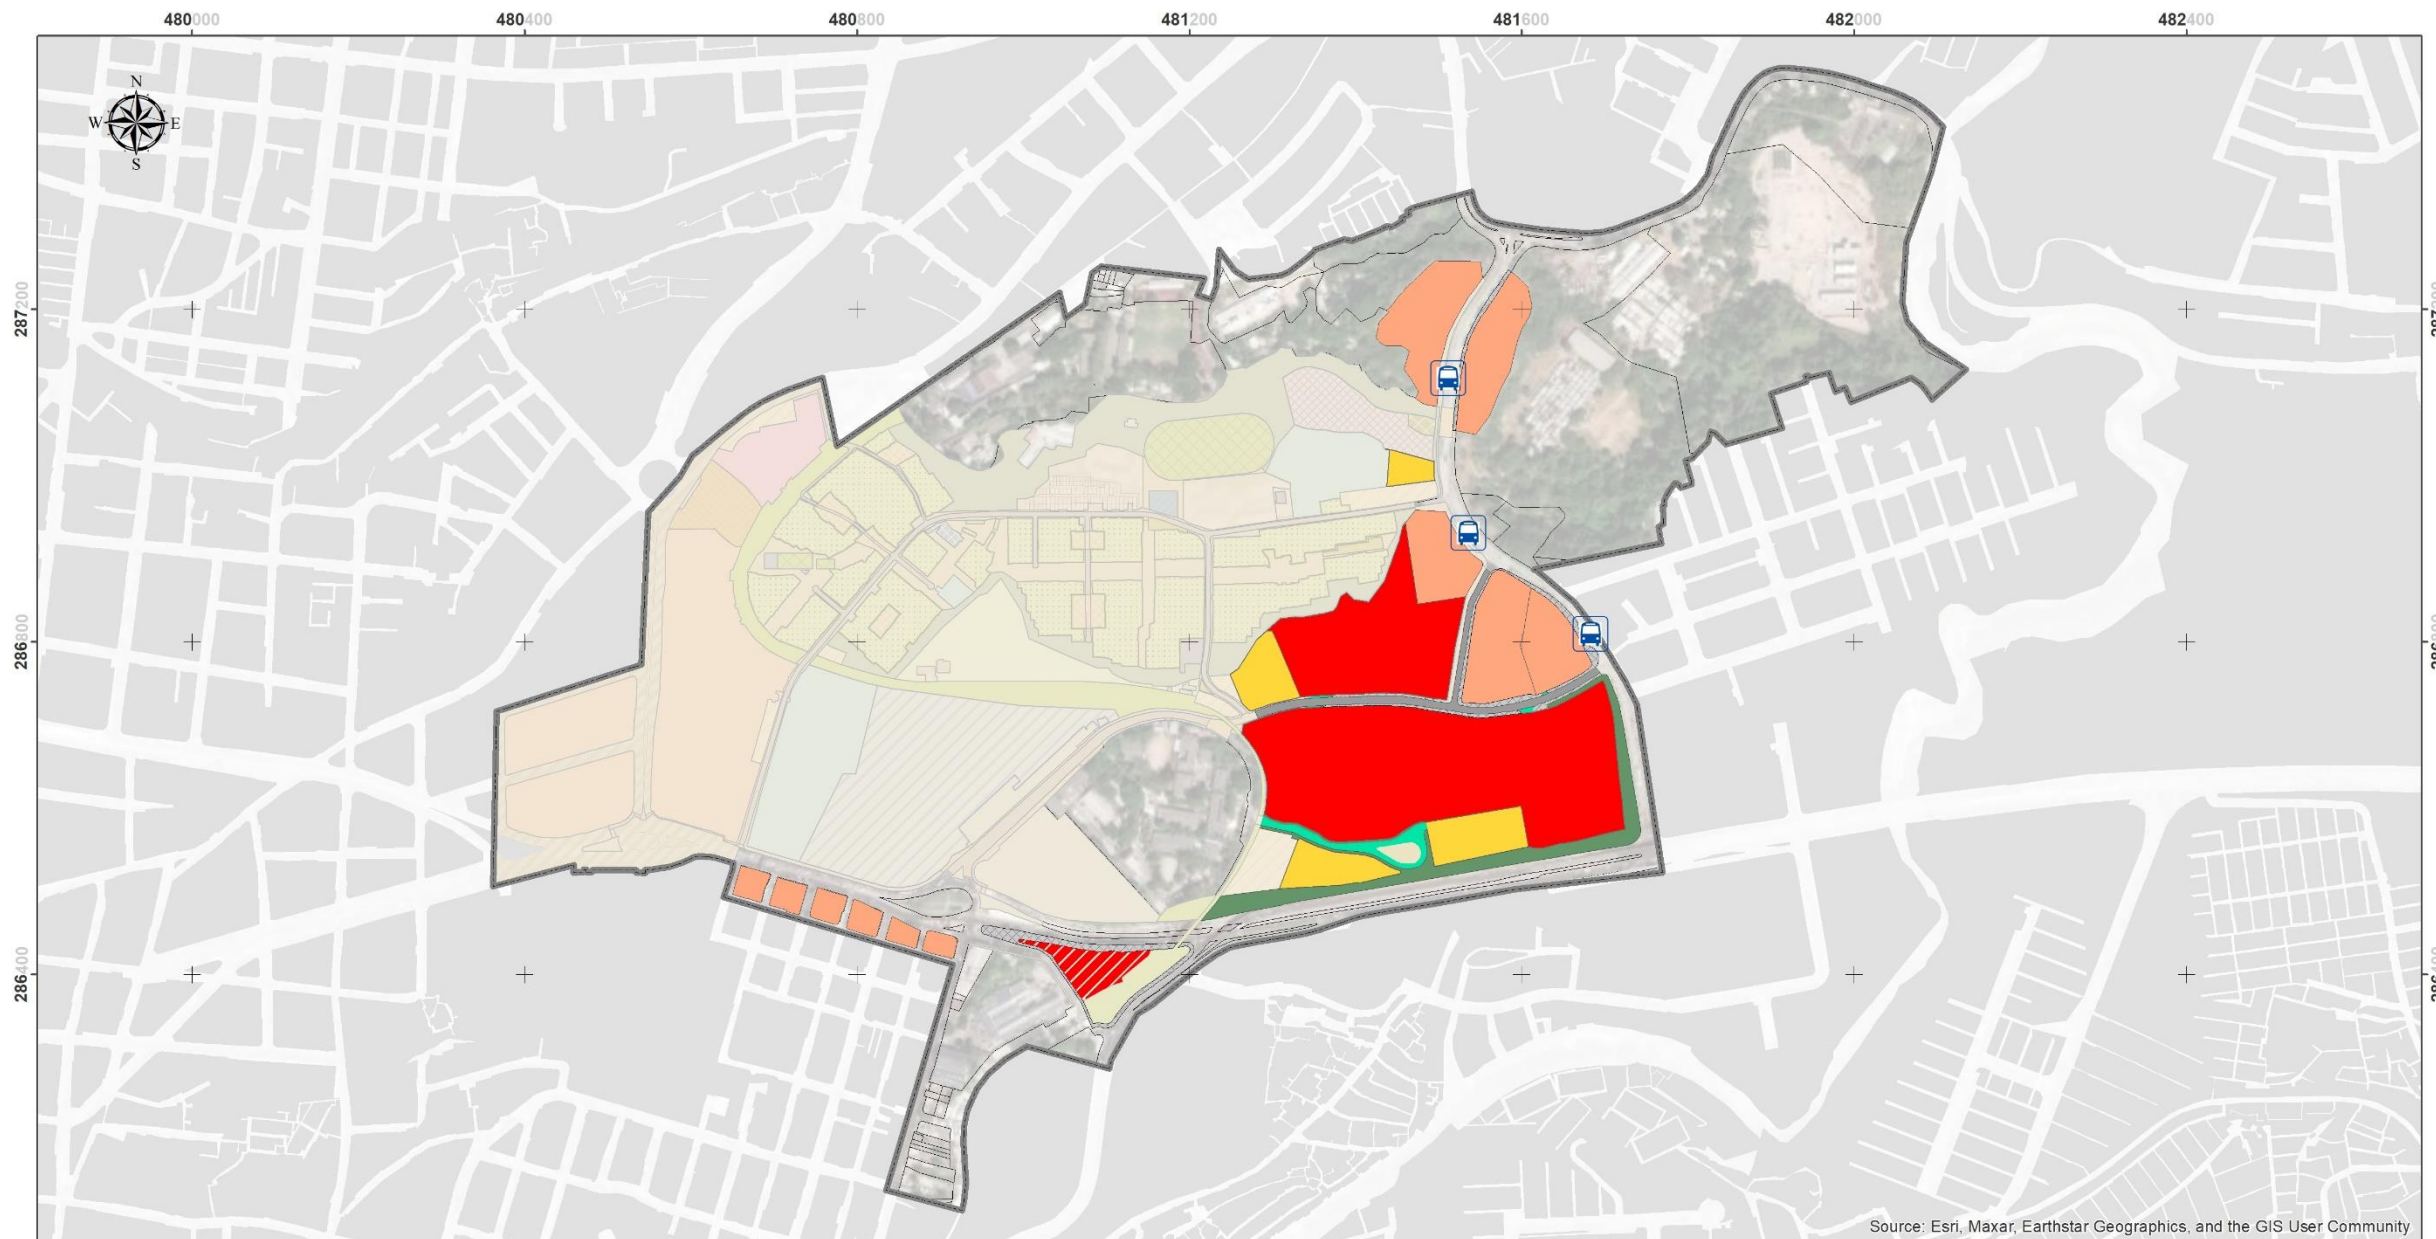 480000 480400 480800 481200 481600 482000 482400
N
W E
S
287200
286800
286400
Source: Esri, Maxar, Earthstar Geographics, and the GIS User Community